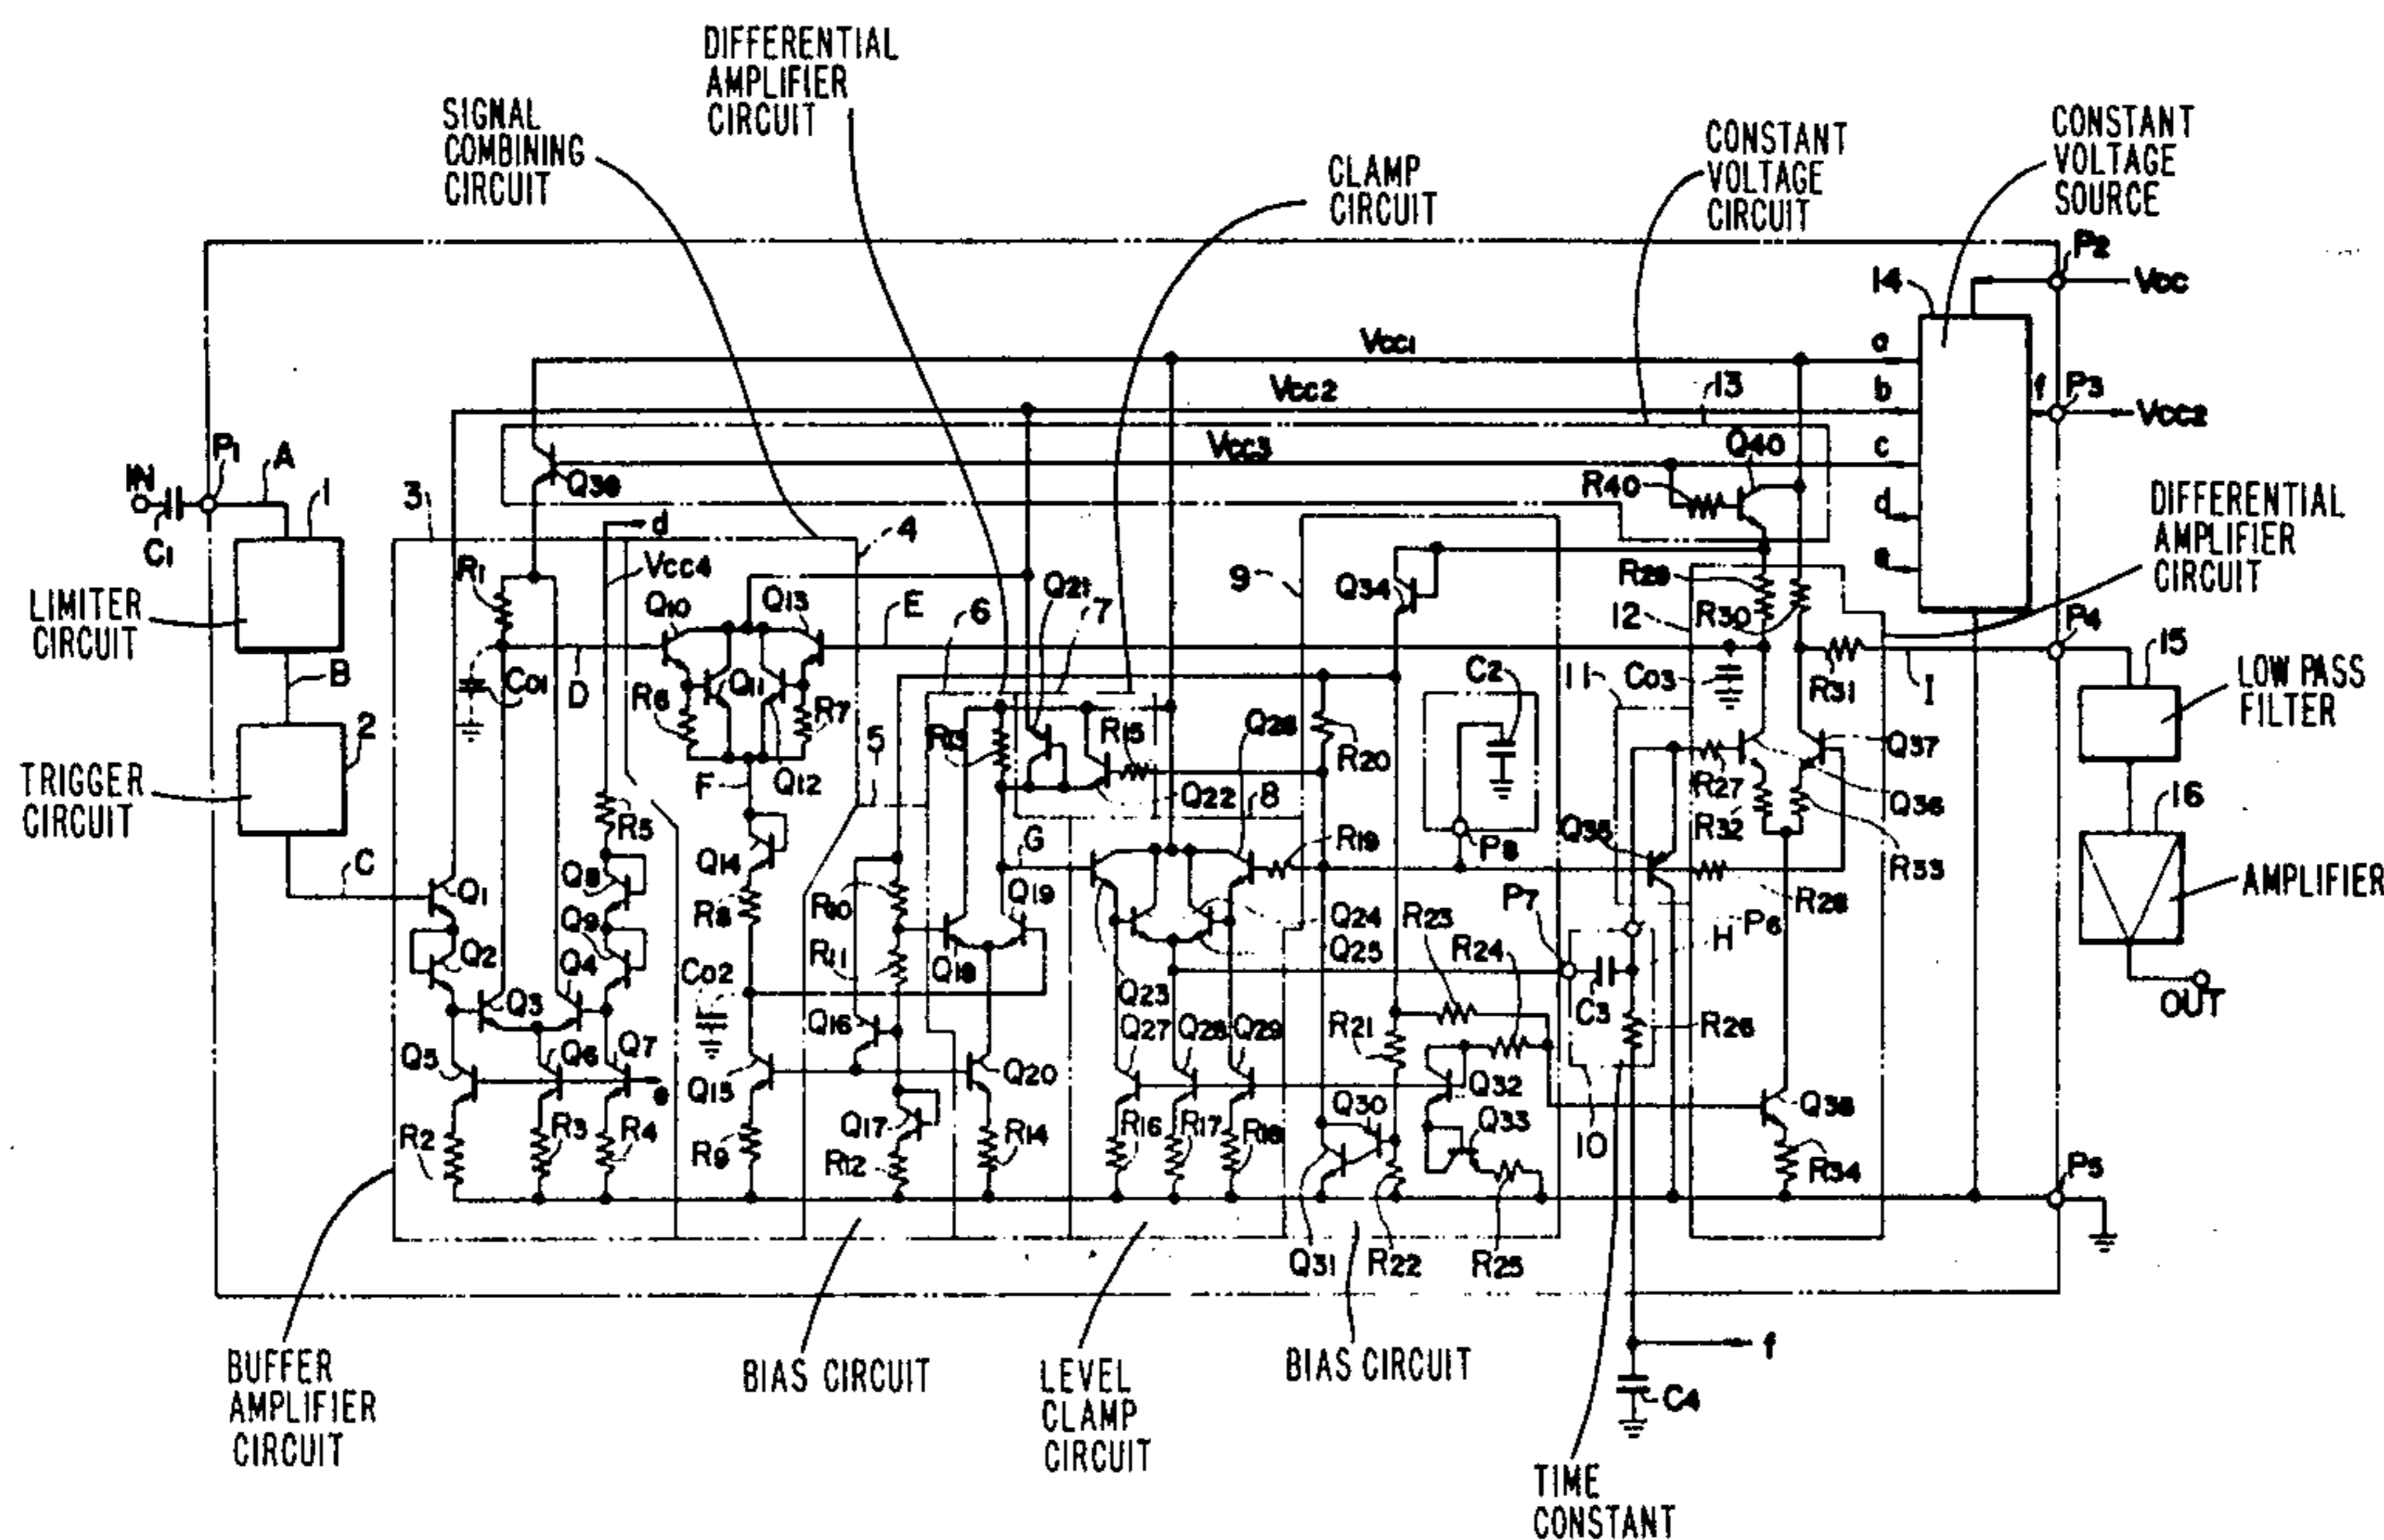 DIFFERENTIAL
AMPLIFIER
CIRCUIT
SIGNAL
COMBINING
CIRCUIT
CLAMP
CIRCUIT
CONSTANT
VOLTAGE
CIRCUIT
CONSTANT
VOLTAGE
SOURCE
P2
Vcc
14
Vcc1
a
Vcc2
b
13
f
P3
Vcc2
Vcc3
c
Q40
R40
d
e
IN
C1
P1
A
1
3
d
4
Vcc4
LIMITER
CIRCUIT
B
2
TRIGGER
CIRCUIT
C
DIFFERENTIAL
AMPLIFIER
CIRCUIT
R1
Q10
Q13
E
6
Q21
7
9
Q34
R29
R30
12
P4
15
LOW PASS
FILTER
C01
D
R6
Q11
R7
5
R15
Q26
R20
C2
11
C03
R31
I
Q37
F
Q12
Q22
8
R27
Q36
16
R5
R32
Q35
Q14
G
R19
P8
R33
AMPLIFIER
Q1
Q8
R8
R10
Q19
Q24
P7
R23
R28
Q9
Q2
Q4
R11
Q18
Q25
R24
H
P6
Q3
C02
Q23
C3
OUT
Q5
Q6
Q7
Q16
Q27
Q28
Q29
R21
R26
e
Q15
Q20
Q32
Q38
R2
R3
R4
R9
Q17
R12
R14
R16
R17
R18
Q30
Q33
10
R34
P5
Q31
R22
R25
f
C4
BUFFER
AMPLIFIER
CIRCUIT
BIAS CIRCUIT
LEVEL
CLAMP
CIRCUIT
BIAS CIRCUIT
TIME
CONSTANT